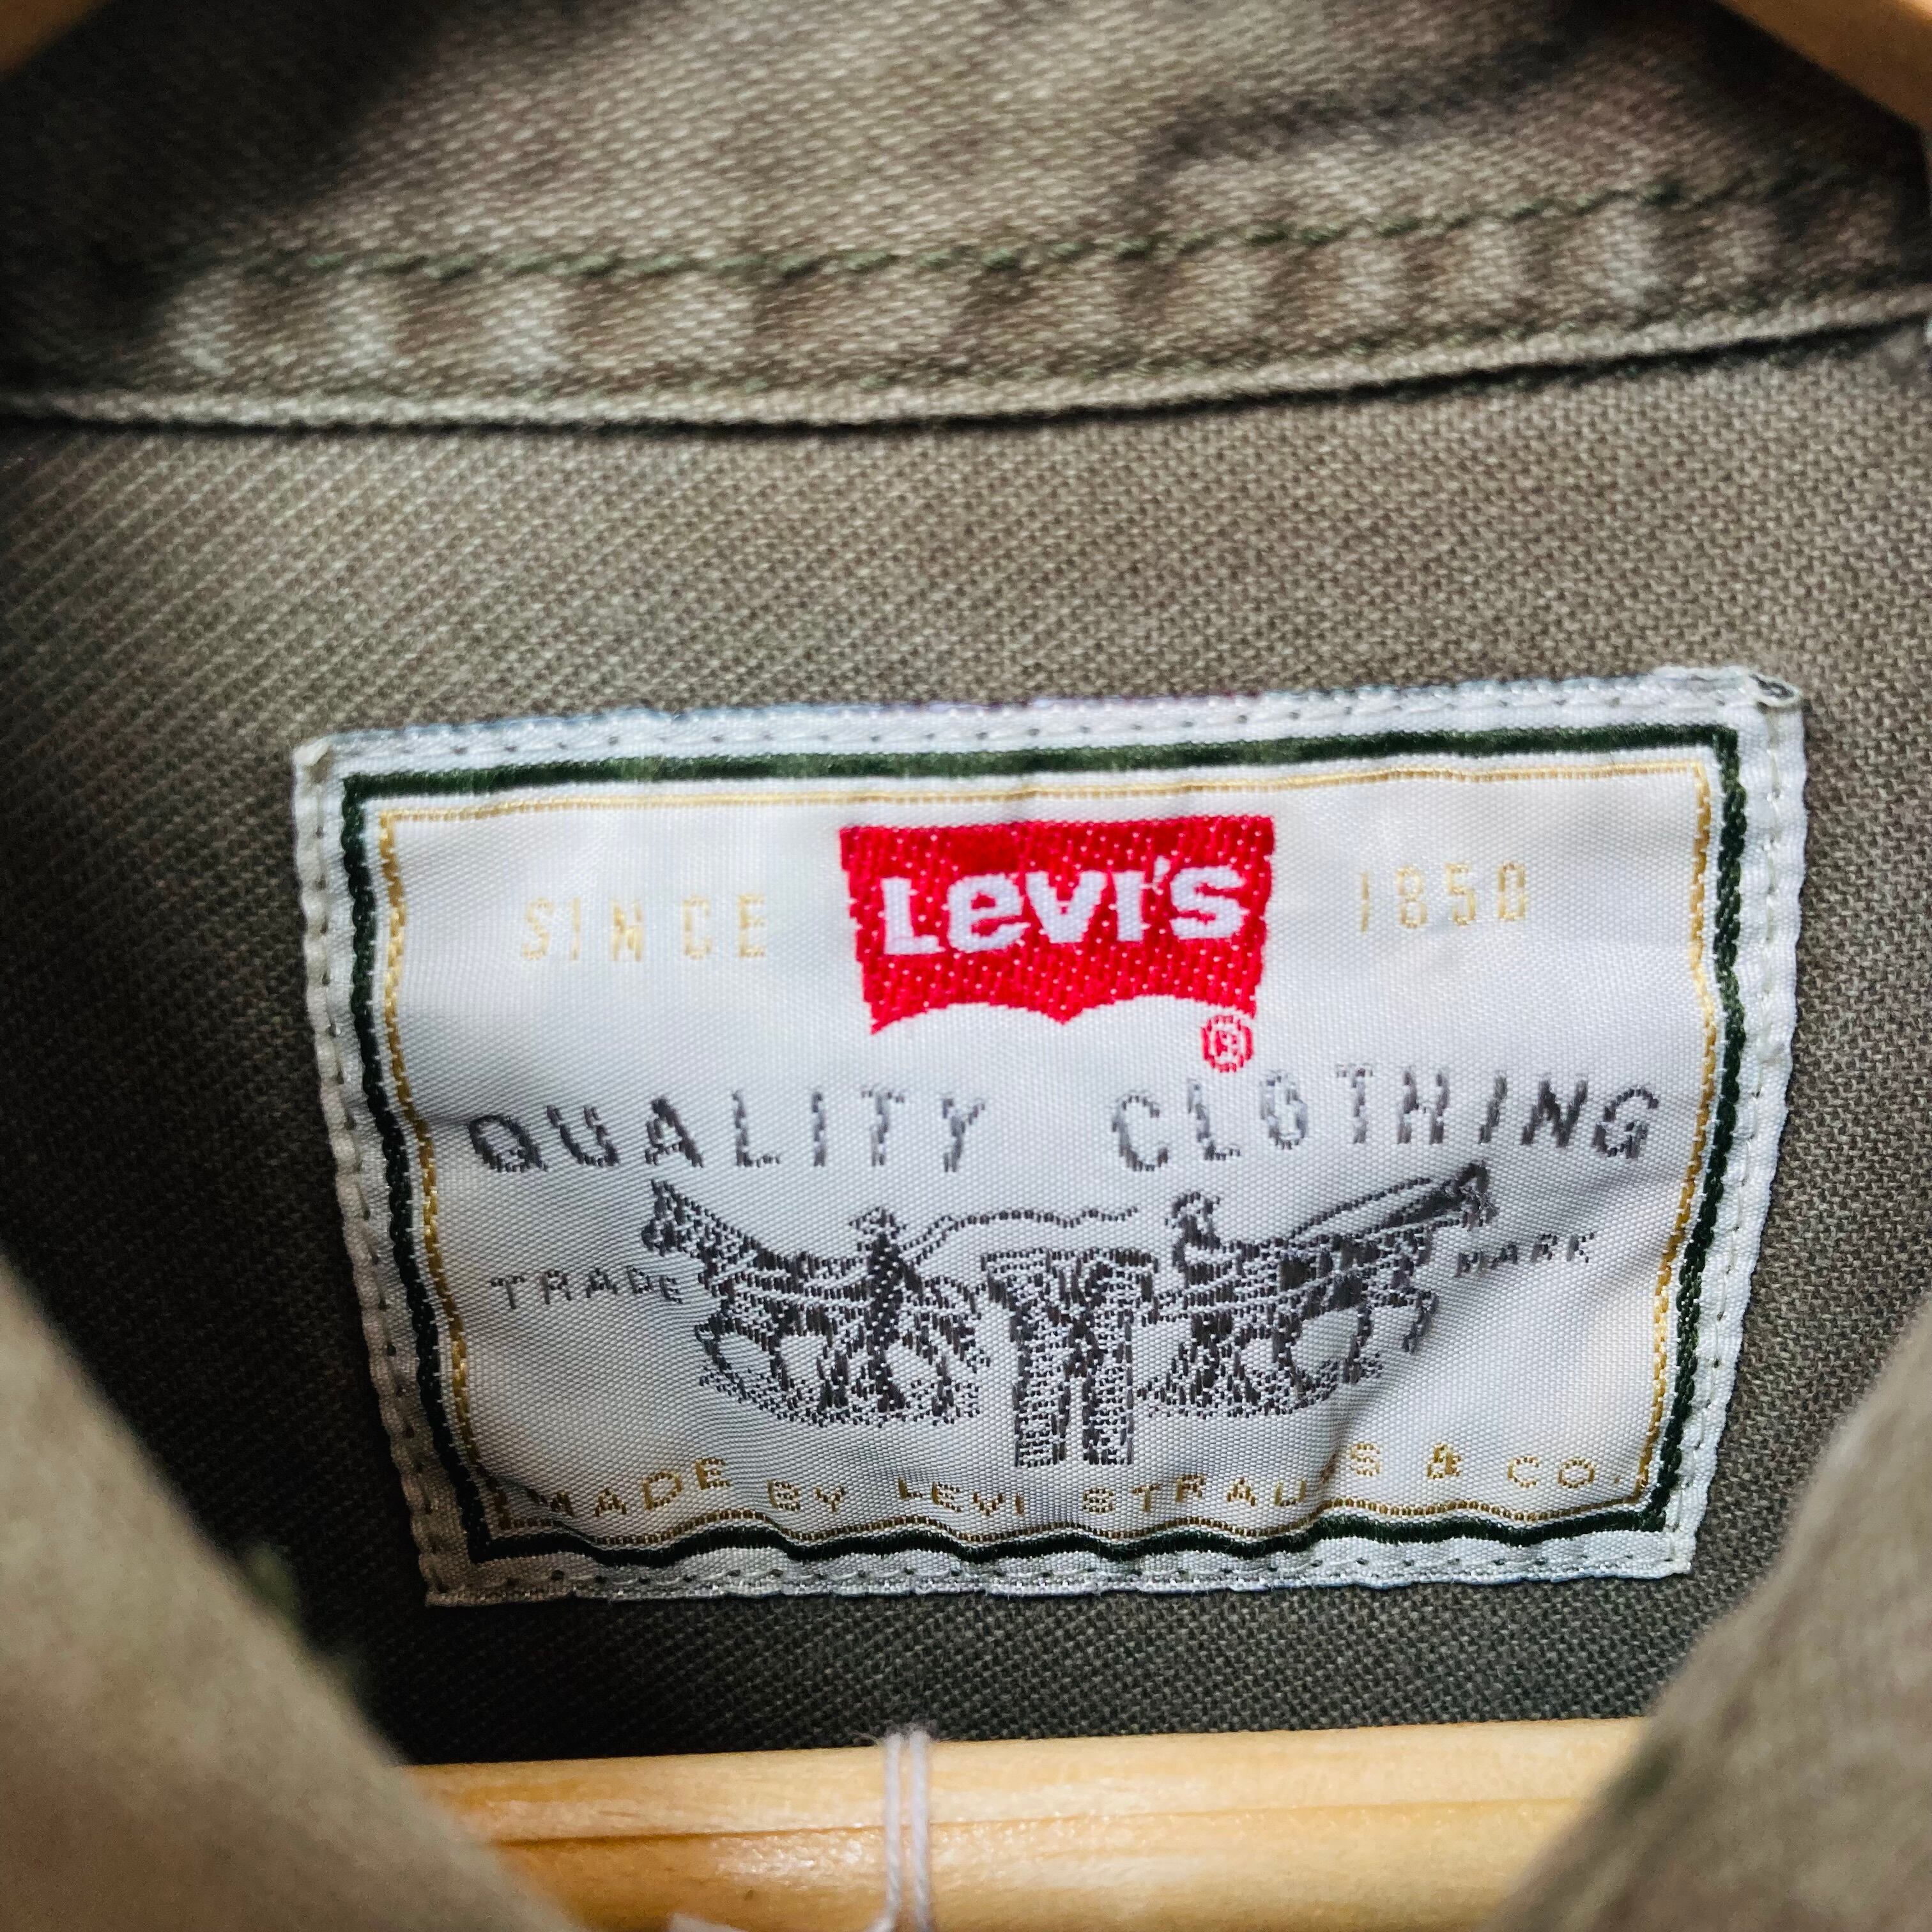 SINCE LEVI'S 1850
®
QUALITY CLOTHING
TRADE MARK
MADE BY LEVI STRAUSS & CO.